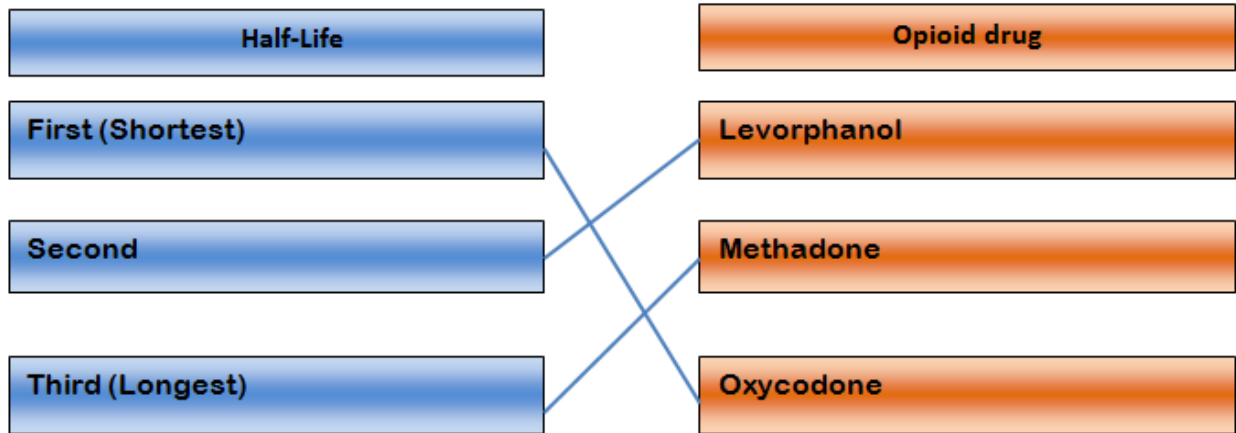 Half-Life
Opioid drug
First (Shortest)
Levorphanol
Second
Methadone
Third (Longest)
Oxycodone